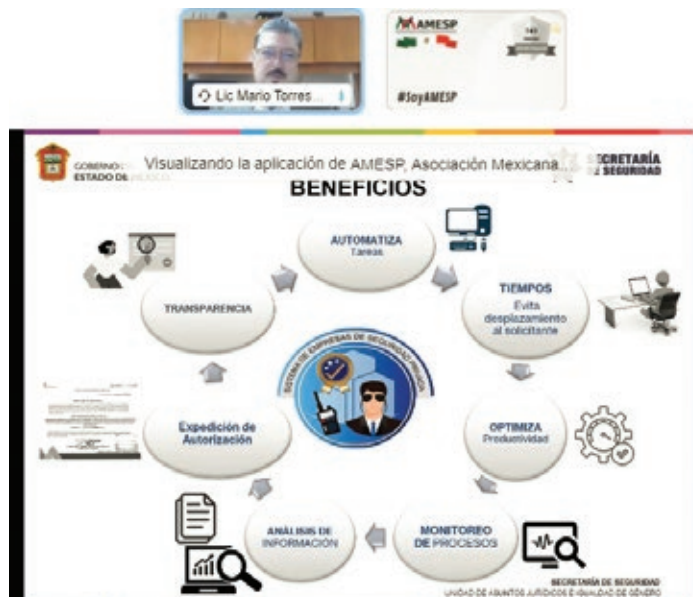 AMESP
#SoyAMESP
Lic Mario Torres...
GOBIERNO
ESTADO DE
Visualizando la aplicación de AMESP, Asociación Mexicana...
SECRETARÍA
DE SEGURIDAD
BENEFICIOS
AUTOMATIZA
Tareas
TIEMPOS
Evita
desplazamiento
al solicitante
OPTIMIZA
Productividad
MONITOREO
DE PROCESOS
ANÁLISIS DE
INFORMACIÓN
Expedición de
Autorización
TRANSPARENCIA
SISTEMA DE EMPRESAS DE SEGURIDAD PRIVADA
SECRETARÍA DE SEGURIDAD
UNIDAD DE ASUNTOS JURÍDICOS E IGUALDAD DE GÉNERO